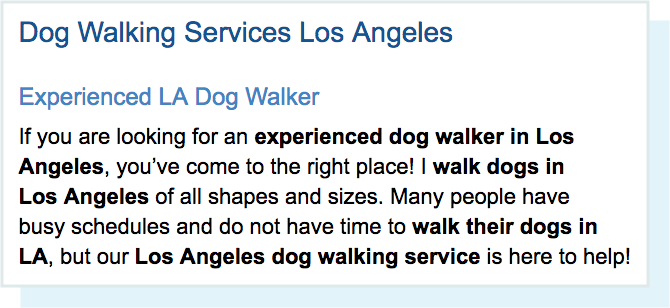 Dog Walking Services Los Angeles
Experienced LA Dog Walker
If you are looking for an experienced dog walker in Los
Angeles, you’ve come to the right place! I walk dogs in
Los Angeles of all shapes and sizes. Many people have
busy schedules and do not have time to walk their dogs in
LA, but our Los Angeles dog walking service is here to help!